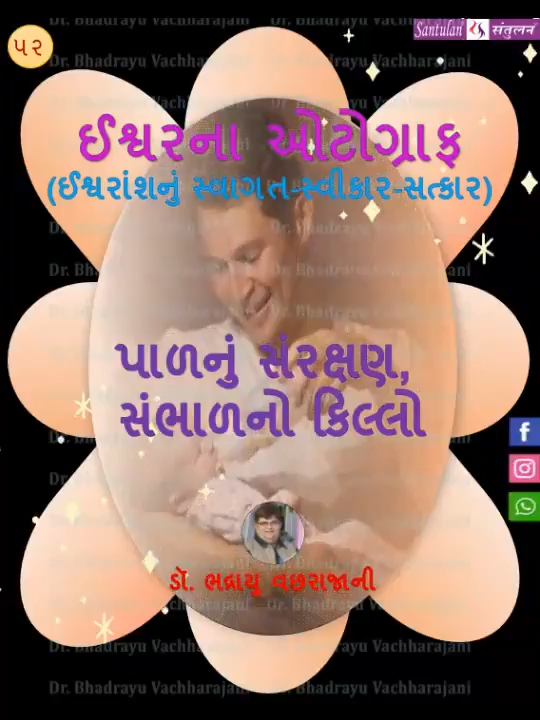 Santulan संतुलन
૫૨
ઈશ્વરના ઓટોગ્રાફ
(ઈશ્વરાંશનું સ્વાગત-સ્વીકાર-સત્કાર)
પાળનું સંરક્ષણ,
સંભાળનો કિલ્લો
ડૉ. ભદ્રાયુ વછરાજાની
Dr. Bhadrayu Vachharajani